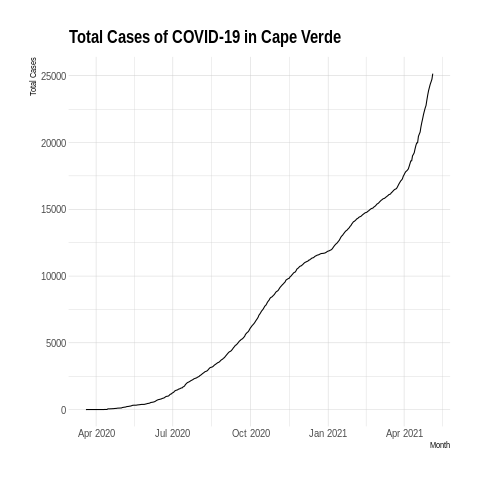 Total Cases of COVID-19 in Cape Verde
Total Cases
25000
20000
15000
10000
5000
0
Apr 2020 Jul 2020 Oct 2020 Jan 2021 Apr 2021
Month